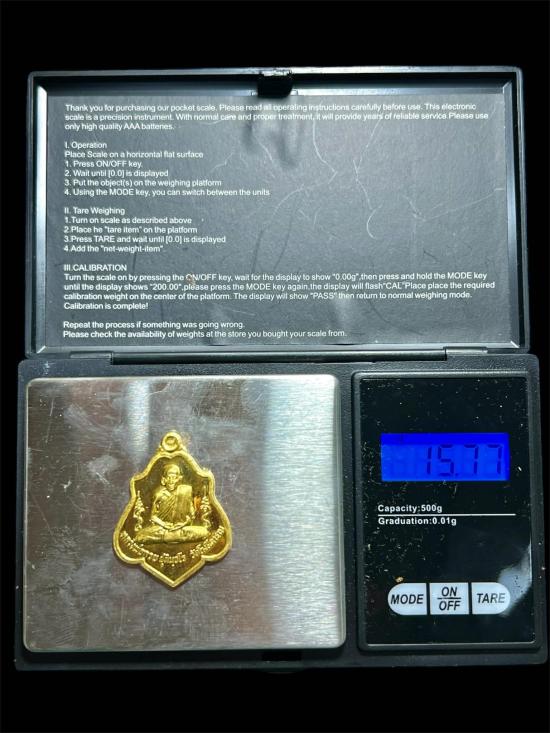 Thank you for purchasing our pocket scale. Please read all operating instructions carefully before use. This electronic
scale is a precision instrument. With normal care and proper treatment, it will provide years of reliable service.Please use
only high quality AAA batteries.
I. Operation
Place Scale on a horizontal flat surface
1. Press ON/OFF key.
2. Wait until [0.0] is displayed
3. Put the object(s) on the weighing platform
4. Using the MODE key, you can switch between the units
II. Tare Weighing
1.Turn on scale as described above
2.Place he "tare item" on the platform
3.Press TARE and wait until [0.0] is displayed
4.Add the "net-weight-item".
III.CALIBRATION
Turn the scale on by pressing the ON/OFF key, wait for the display to show "0.00g",then press and hold the MODE key
until the display shows "200.00",please press the MODE key again,the display will flash"CAL"Place place the required
calibration weight on the center of the platform. The display will show "PASS" then return to normal weighing mode.
Calibration is complete!
Repeat the process if something was going wrong.
Please check the availability of weights at the store you bought your scale from.
15.77
Capacity:500g
Graduation:0.01g
MODE
ON
OFF
TARE